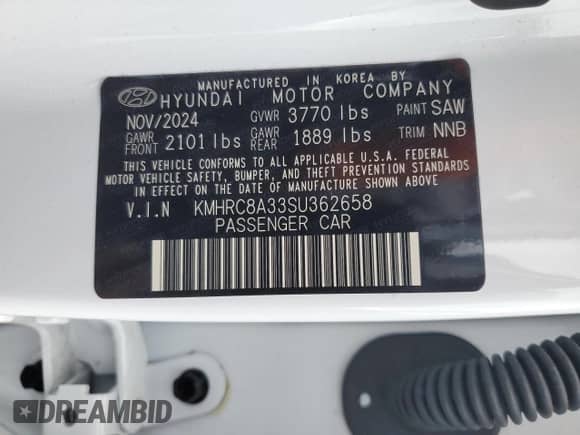 MANUFACTURED IN KOREA BY
HYUNDAI MOTOR COMPANY
NOV/2024 GVWR 3770 lbs PAINT SAW
GAWR FRONT 2101 lbs GAWR REAR 1889 lbs TRIM NNB
THIS VEHICLE CONFORMS TO ALL APPLICABLE U.S.A. FEDERAL
MOTOR VEHICLE SAFETY, BUMPER, AND THEFT PREVENTION STANDARDS
IN EFFECT ON THE DATE OF MANUFACTURE SHOWN ABOVE.
V.I.N KMHRC8A33SU362658
PASSENGER CAR
DREAMBID